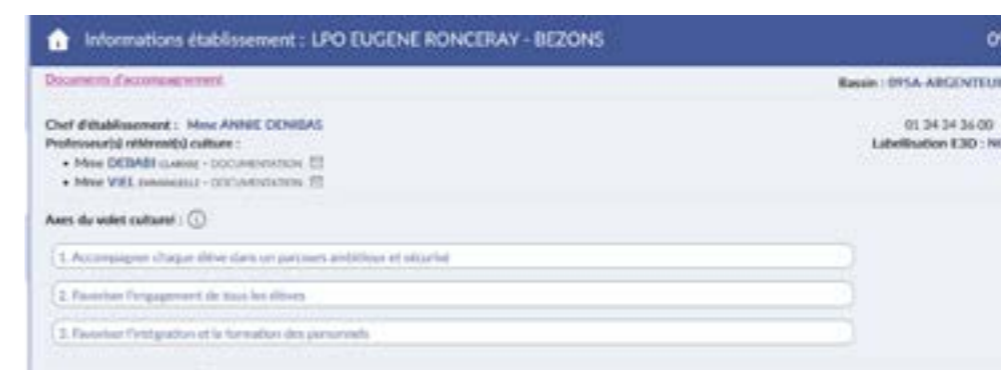 Informations établissement : LPO EUGENE RONCERAY - BEZONS
Documents d'accompagnement
Bassin : 095A-ARGENTEUI
Chef d'établissement : Mme ANNIE DENIBAS
01 34 34 36 00
Professeur(s) référent(s) culture :
Labellisation E3D :
• Mme DEBABI - DOCUMENTATION
• Mme VIEL EMMANUELLE - DOCUMENTATION
Axes du volet culturel :
1. Accompagner chaque élève dans un parcours ambitieux et sécurisé
2. Favoriser l'engagement de tous les élèves
3. Favoriser l'intégration et la formation des personnels